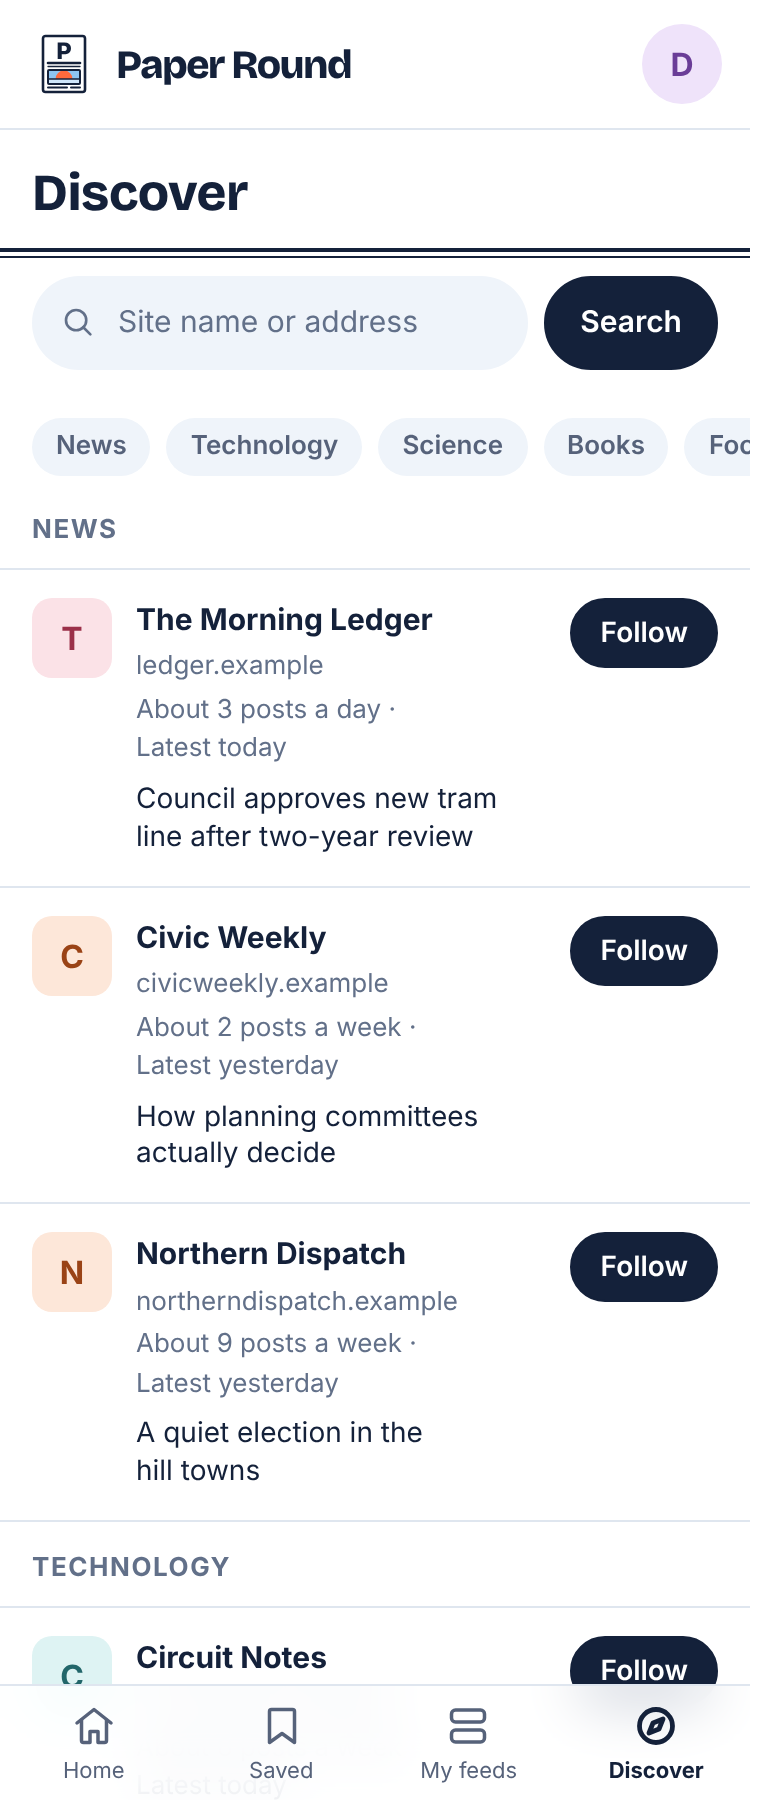 P
Paper Round
D
Discover
Site name or address
Search
News
Technology
Science
Books
Foo
NEWS
T
The Morning Ledger
Follow
ledger.example
About 3 posts a day ·
Latest today
Council approves new tram
line after two-year review
C
Civic Weekly
Follow
civicweekly.example
About 2 posts a week ·
Latest yesterday
How planning committees
actually decide
N
Northern Dispatch
Follow
northerndispatch.example
About 9 posts a week ·
Latest yesterday
A quiet election in the
hill towns
TECHNOLOGY
C
Circuit Notes
Follow
Latest today
Home
Saved
My feeds
Discover